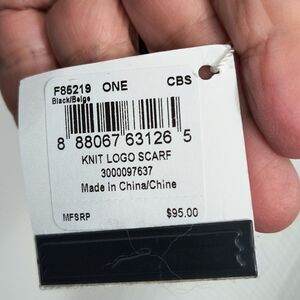 F85219 ONE CBS
Black/Beige
8 88067 63126 5
KNIT LOGO SCARF
3000097637
Made in China/Chine
MFSRP $95.00